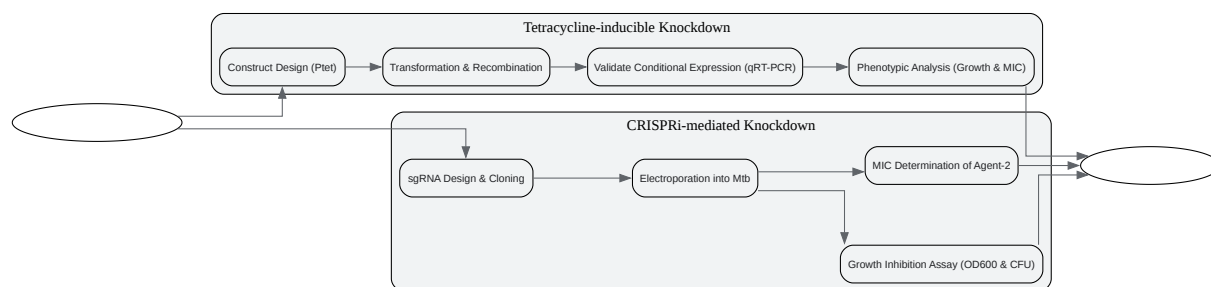 Tetracycline-inducible Knockdown
Construct Design (Ptet)
Transformation & Recombination
Validate Conditional Expression (qRT-PCR)
Phenotypic Analysis (Growth & MIC)
CRISPRi-mediated Knockdown
sgRNA Design & Cloning
Electroporation into Mtb
MIC Determination of Agent-2
Growth Inhibition Assay (OD600 & CFU)